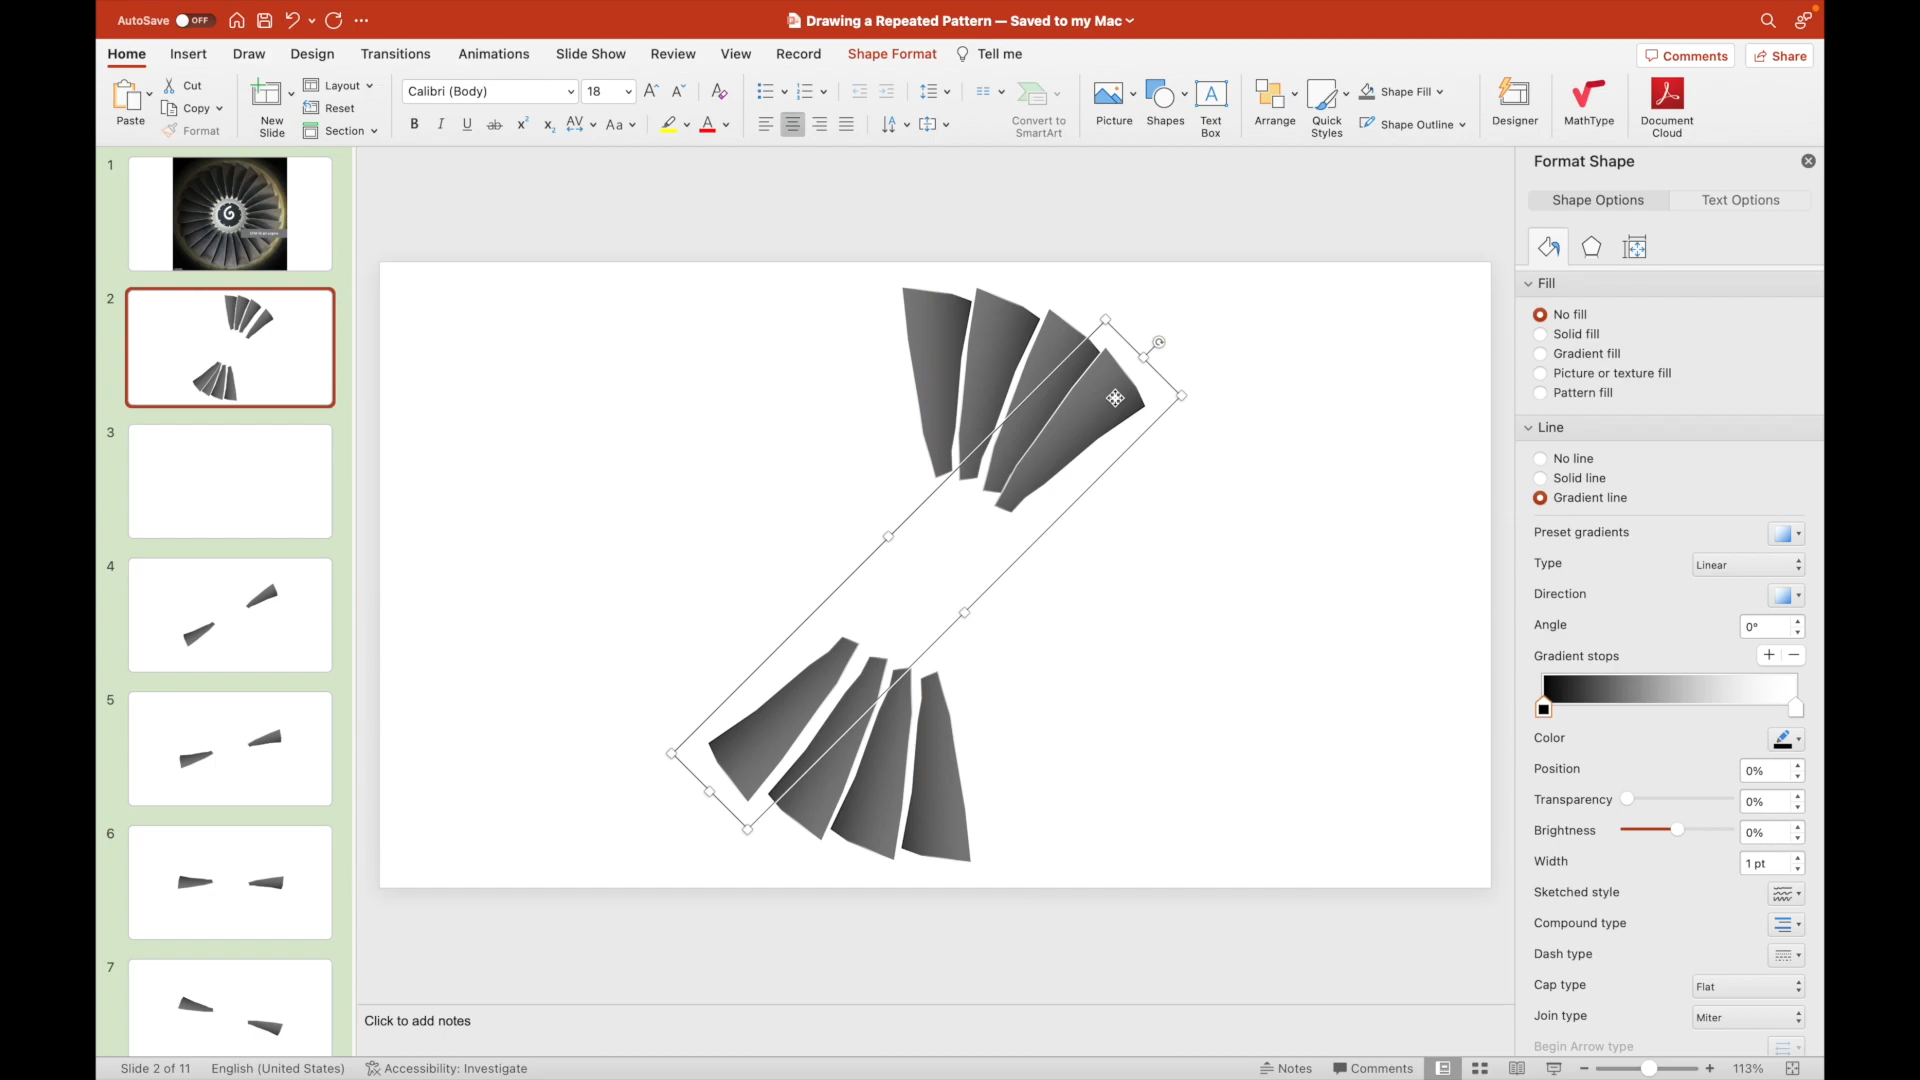 AutoSave OFF
Drawing a Repeated Pattern — Saved to my Mac
Home Insert Draw Design Transitions Animations Slide Show Review View Record Shape Format Tell me Comments Share
Paste
Cut
Copy
Format
New
Slide
Layout
Reset
Section
Calibri (Body) 18
Convert to
SmartArt
Picture
Shapes
Text
Box
Arrange
Quick
Styles
Shape Fill
Shape Outline
Designer
MathType
Document
Cloud
1
2
3
4
5
6
7
Format Shape
Shape Options Text Options
Fill
No fill
Solid fill
Gradient fill
Picture or texture fill
Pattern fill
Line
No line
Solid line
Gradient line
Preset gradients
Type Linear
Direction
Angle 0°
Gradient stops
Color
Position 0%
Transparency 0%
Brightness 0%
Width 1 pt
Sketched style
Compound type
Dash type
Cap type Flat
Join type Miter
Begin Arrow type
Click to add notes
Slide 2 of 11 English (United States) Accessibility: Investigate Notes Comments 113%